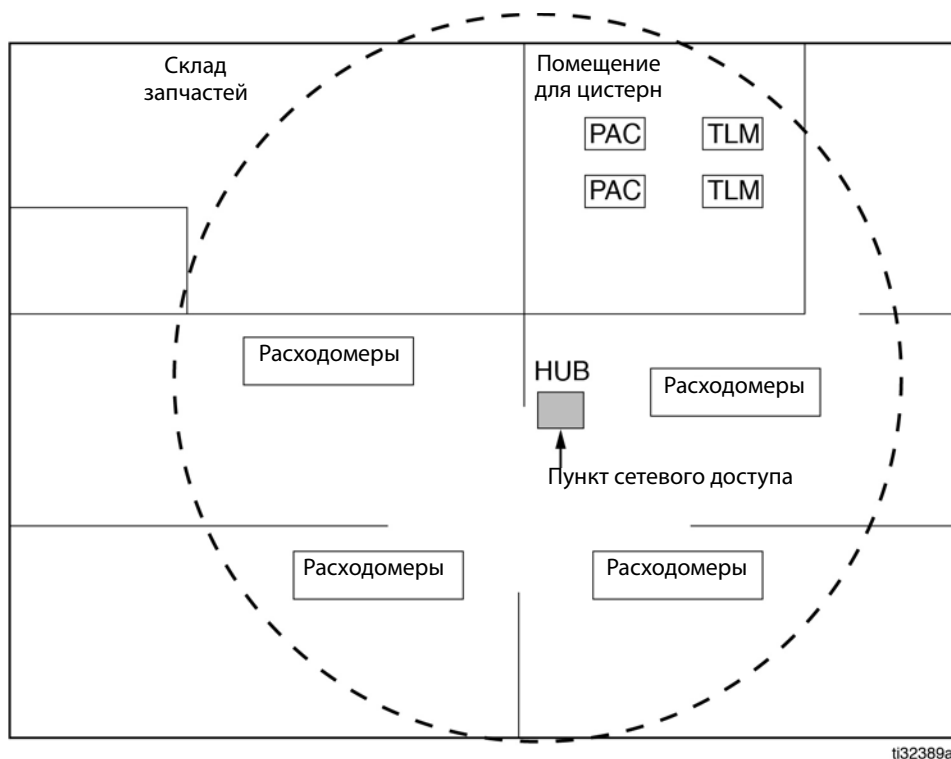 Склад
запчастей
Помещение
для цистерн
PAC
TLM
PAC
TLM
Расходомеры
HUB
Расходомеры
Пункт сетевого доступа
Расходомеры
Расходомеры
ti32389a